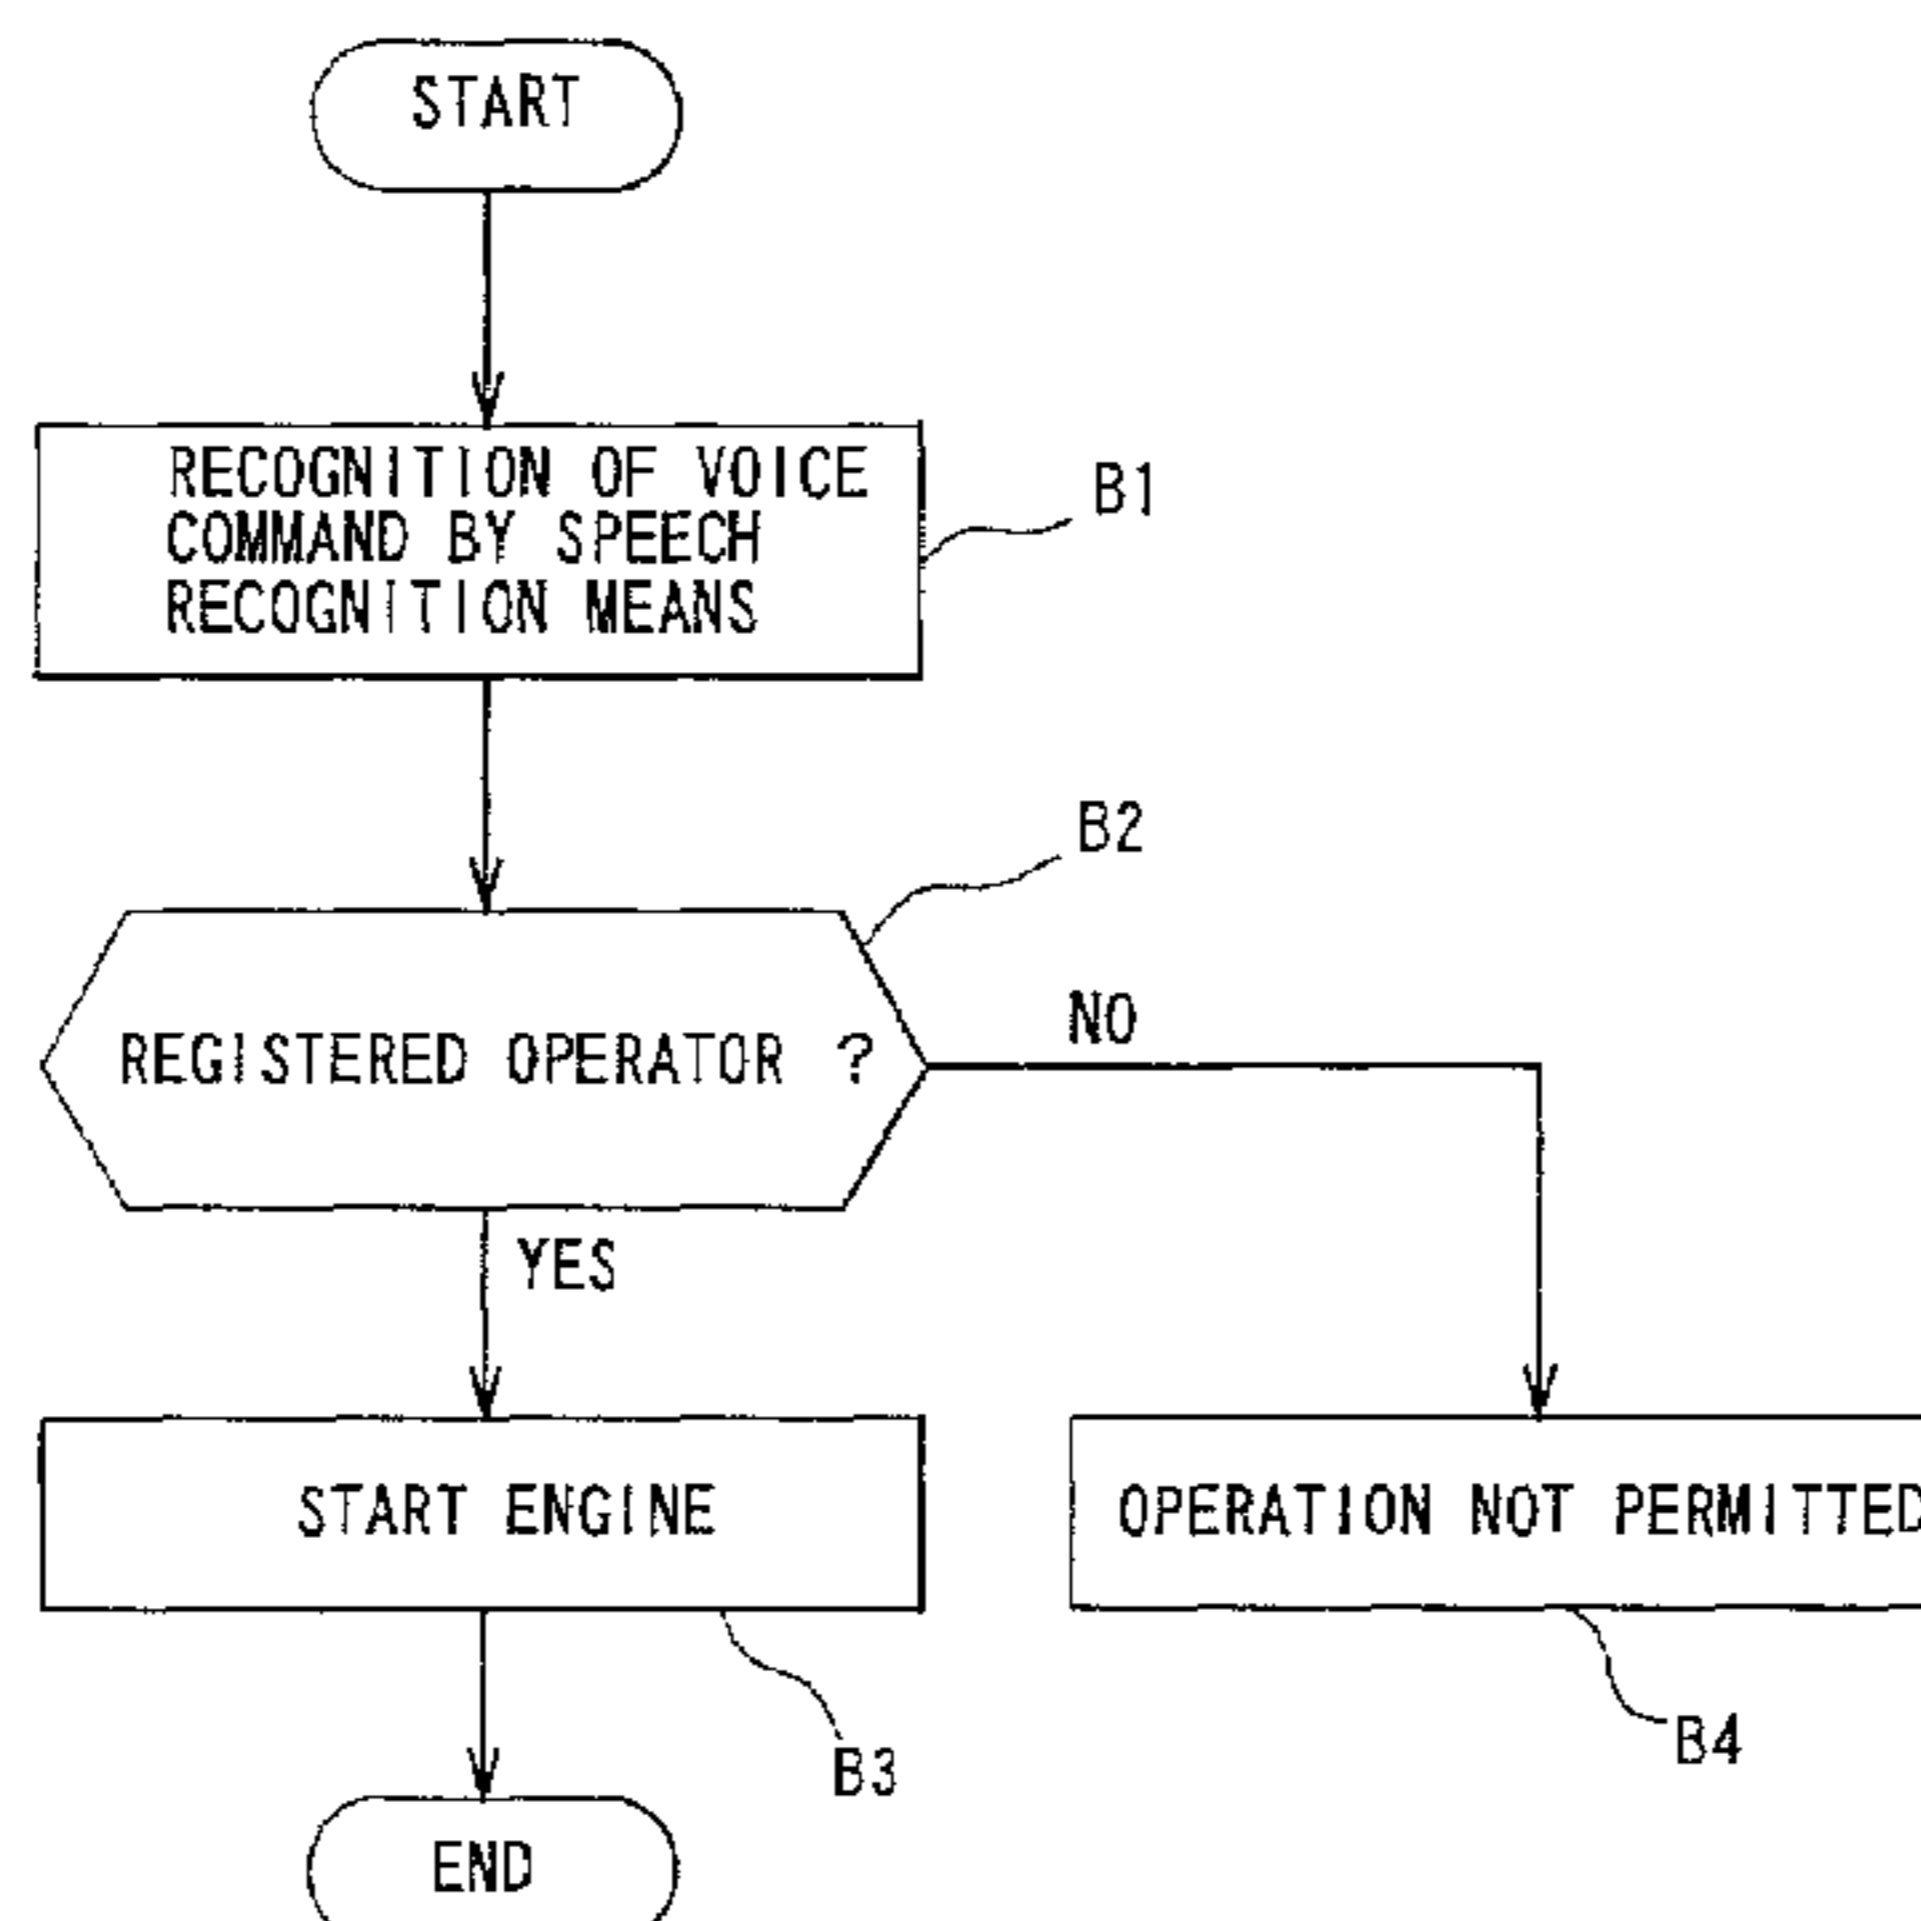 START
RECOGNITION OF VOICE
COMMAND BY SPEECH
RECOGNITION MEANS
B1
B2
REGISTERED OPERATOR ?
NO
YES
START ENGINE
OPERATION NOT PERMITTED
B3
B4
END